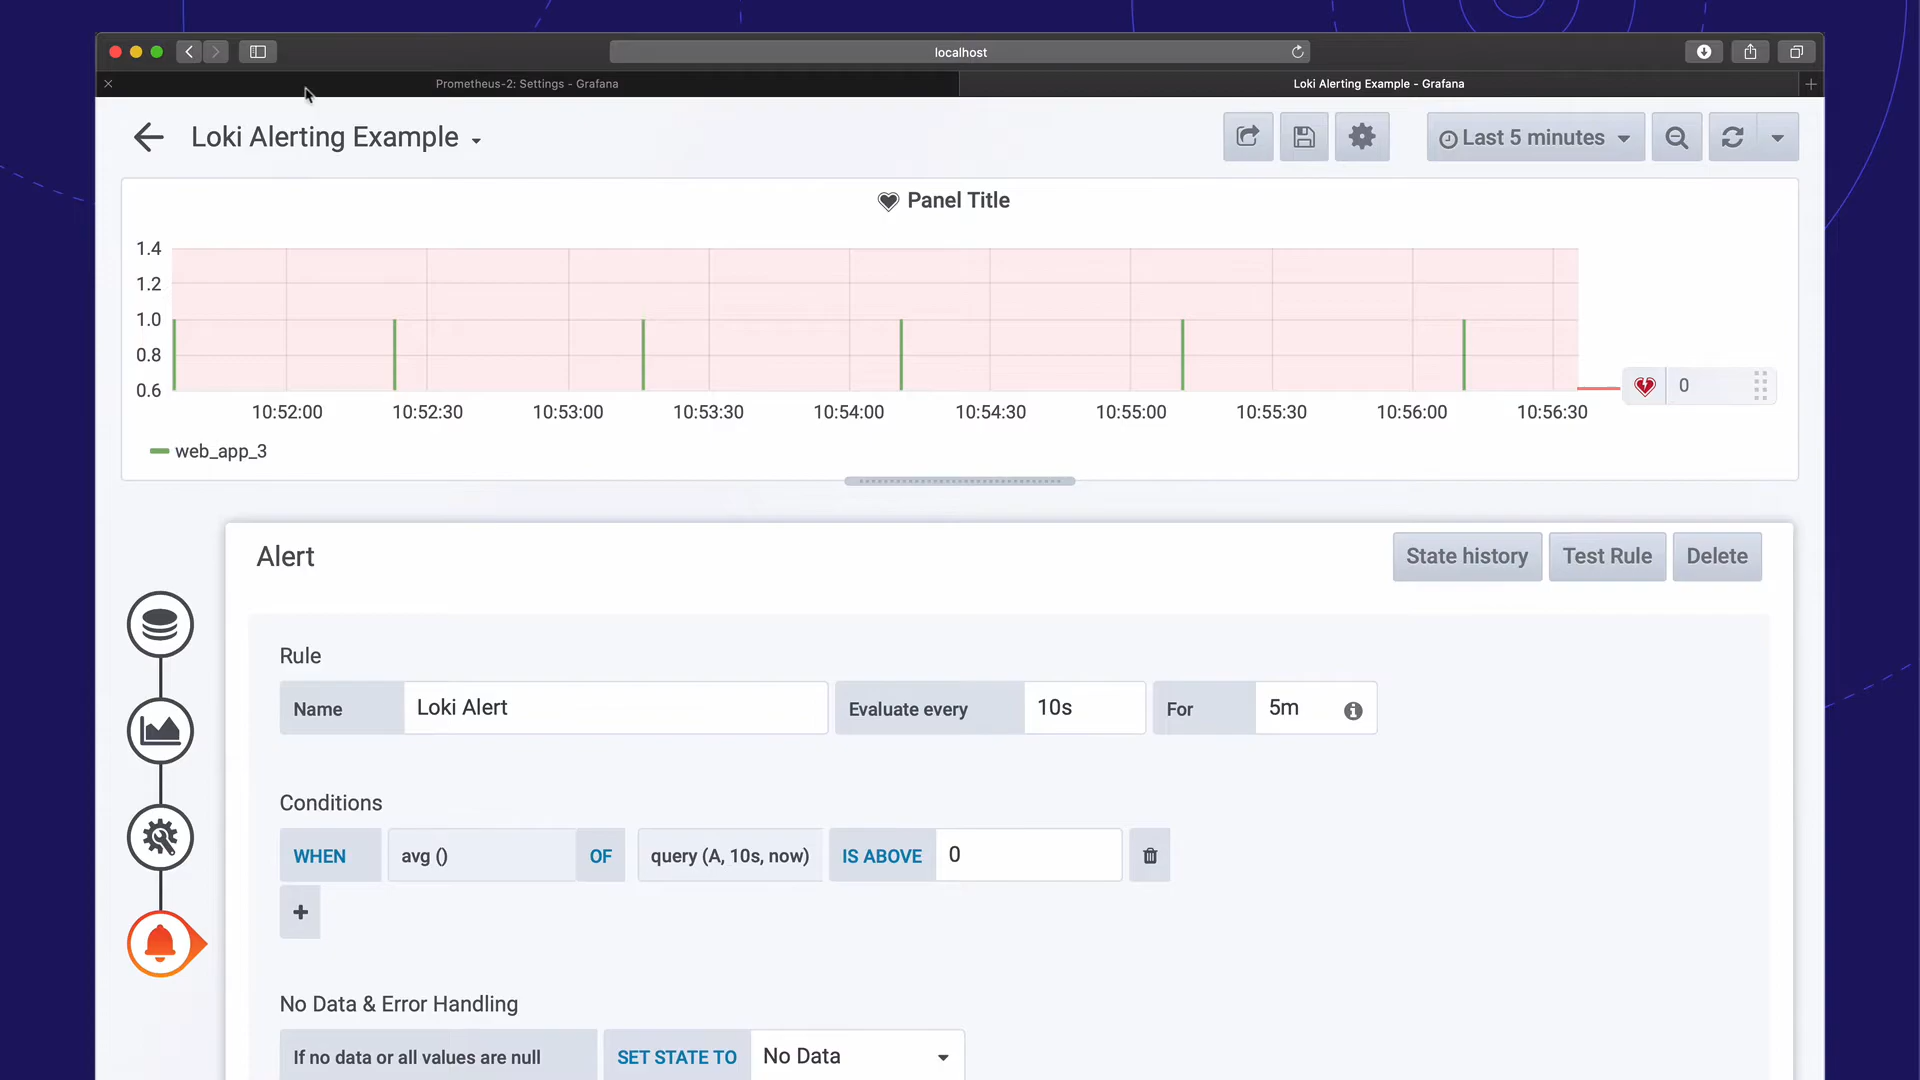 localhost
Prometheus-2: Settings - Grafana
Loki Alerting Example - Grafana
Loki Alerting Example
Last 5 minutes
Panel Title
1.4
1.2
1.0
0.8
0.6
0
10:52:00 10:52:30 10:53:00 10:53:30 10:54:00 10:54:30 10:55:00 10:55:30 10:56:00 10:56:30
web_app_3
Alert
State history Test Rule Delete
Rule
Name Loki Alert Evaluate every 10s For 5m
Conditions
WHEN avg () OF query (A, 10s, now) IS ABOVE 0
No Data & Error Handling
If no data or all values are null SET STATE TO No Data